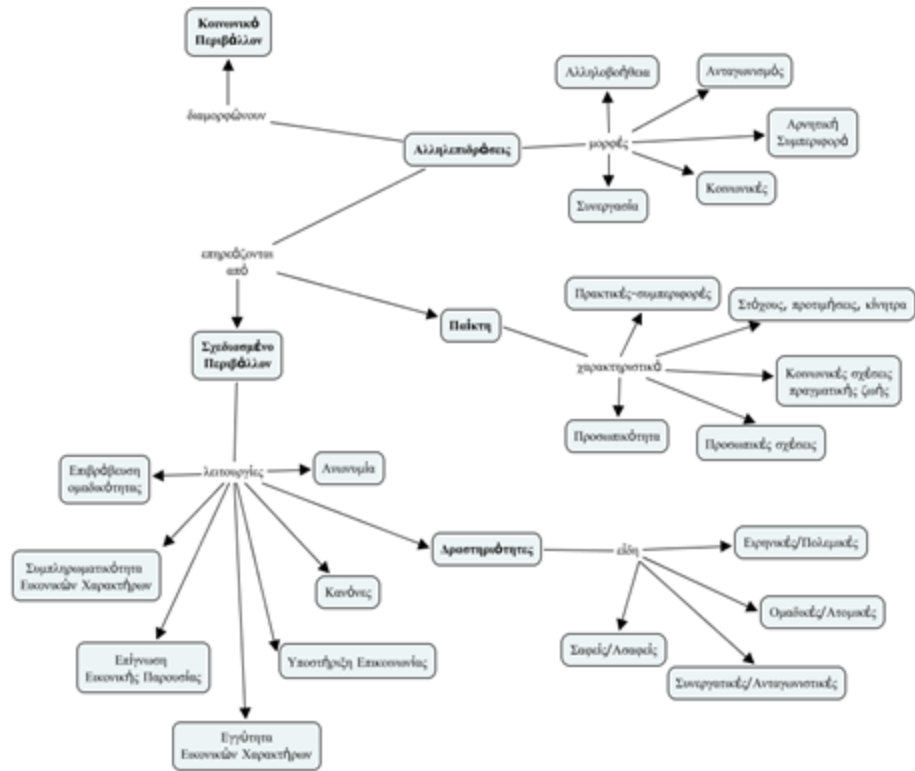 Κοινωνικό
Περιβάλλον
διαμορφώνουν
Αλληλεπιδράσεις
μορφές
Αλληλοβοήθεια
Ανταγωνισμός
Αρνητική
Συμπεριφορά
Κοινωνικές
Συνεργασία
επηρεάζονται
από
Σχεδιασμένο
Περιβάλλον
Παίκτη
χαρακτηριστικά
Πρακτικές-συμπεριφορές
Στόχους, προτιμήσεις, κίνητρα
Κοινωνικές σχέσεις
πραγματικής ζωής
Προσωπικές σχέσεις
Προσωπικότητα
λειτουργίες
Επιβράβευση
ομαδικότητας
Ανωνυμία
Συμπληρωματικότητα
Εικονικών Χαρακτήρων
Επίγνωση
Εικονικής Παρουσίας
Εγγύτητα
Εικονικών Χαρακτήρων
Υποστήριξη Επικοινωνίας
Κανόνες
Δραστηριότητες
είδη
Ειρηνικές/Πολεμικές
Ομαδικές/Ατομικές
Συνεργατικές/Ανταγωνιστικές
Σαφείς/Ασαφείς